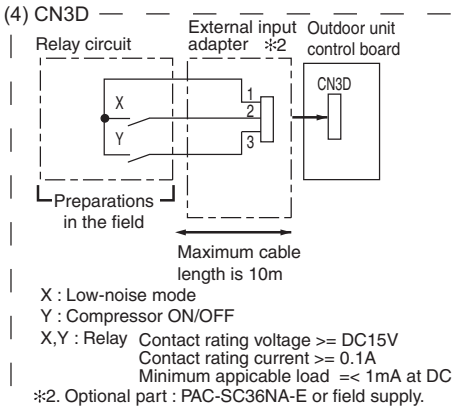 (4) CN3D
Relay circuit
External input
adapter ✻2
Outdoor unit
control board
CN3D
X
Y
1
2
3
Preparations
in the field
Maximum cable
length is 10m
X : Low-noise mode
Y : Compressor ON/OFF
X,Y : Relay Contact rating voltage >= DC15V
Contact rating current >= 0.1A
Minimum appicable load =< 1mA at DC
✻2. Optional part : PAC-SC36NA-E or field supply.